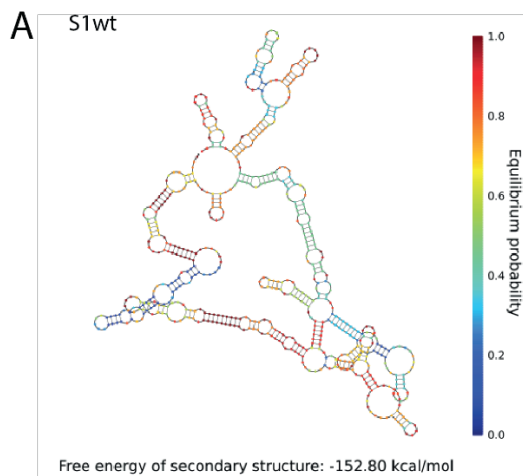 A
S1wt
1.0
0.8
0.6
0.4
0.2
0.0
Equilibrium probability
Free energy of secondary structure: -152.80 kcal/mol